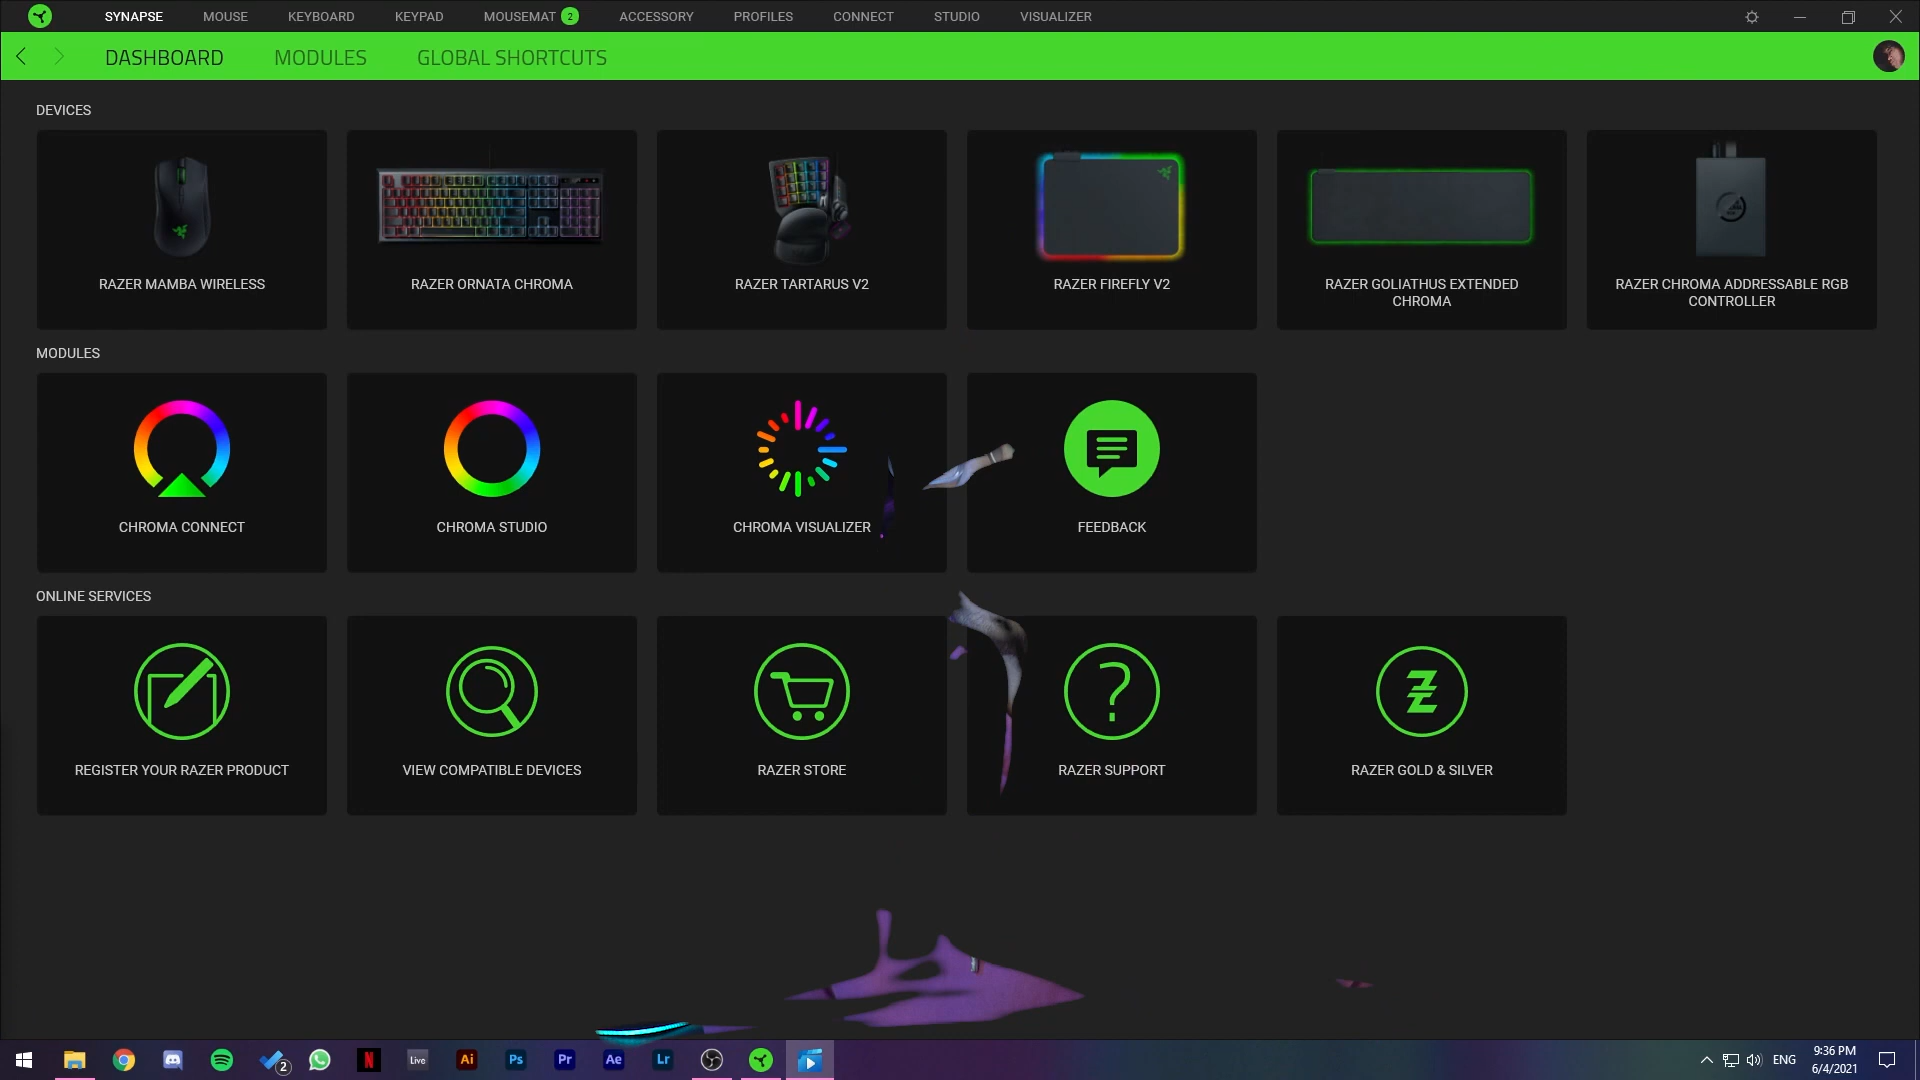 SYNAPSE MOUSE KEYBOARD KEYPAD MOUSEMAT 2 ACCESSORY PROFILES CONNECT STUDIO VISUALIZER
DASHBOARD MODULES GLOBAL SHORTCUTS
DEVICES
RAZER MAMBA WIRELESS
RAZER ORNATA CHROMA
RAZER TARTARUS V2
RAZER FIREFLY V2
RAZER GOLIATHUS EXTENDED
CHROMA
RAZER CHROMA ADDRESSABLE RGB
CONTROLLER
MODULES
CHROMA CONNECT
CHROMA STUDIO
CHROMA VISUALIZER
FEEDBACK
ONLINE SERVICES
REGISTER YOUR RAZER PRODUCT
VIEW COMPATIBLE DEVICES
RAZER STORE
RAZER SUPPORT
RAZER GOLD & SILVER
2 N Live Ai Ps Pr Ae Lr
ENG
9:36 PM
6/4/2021